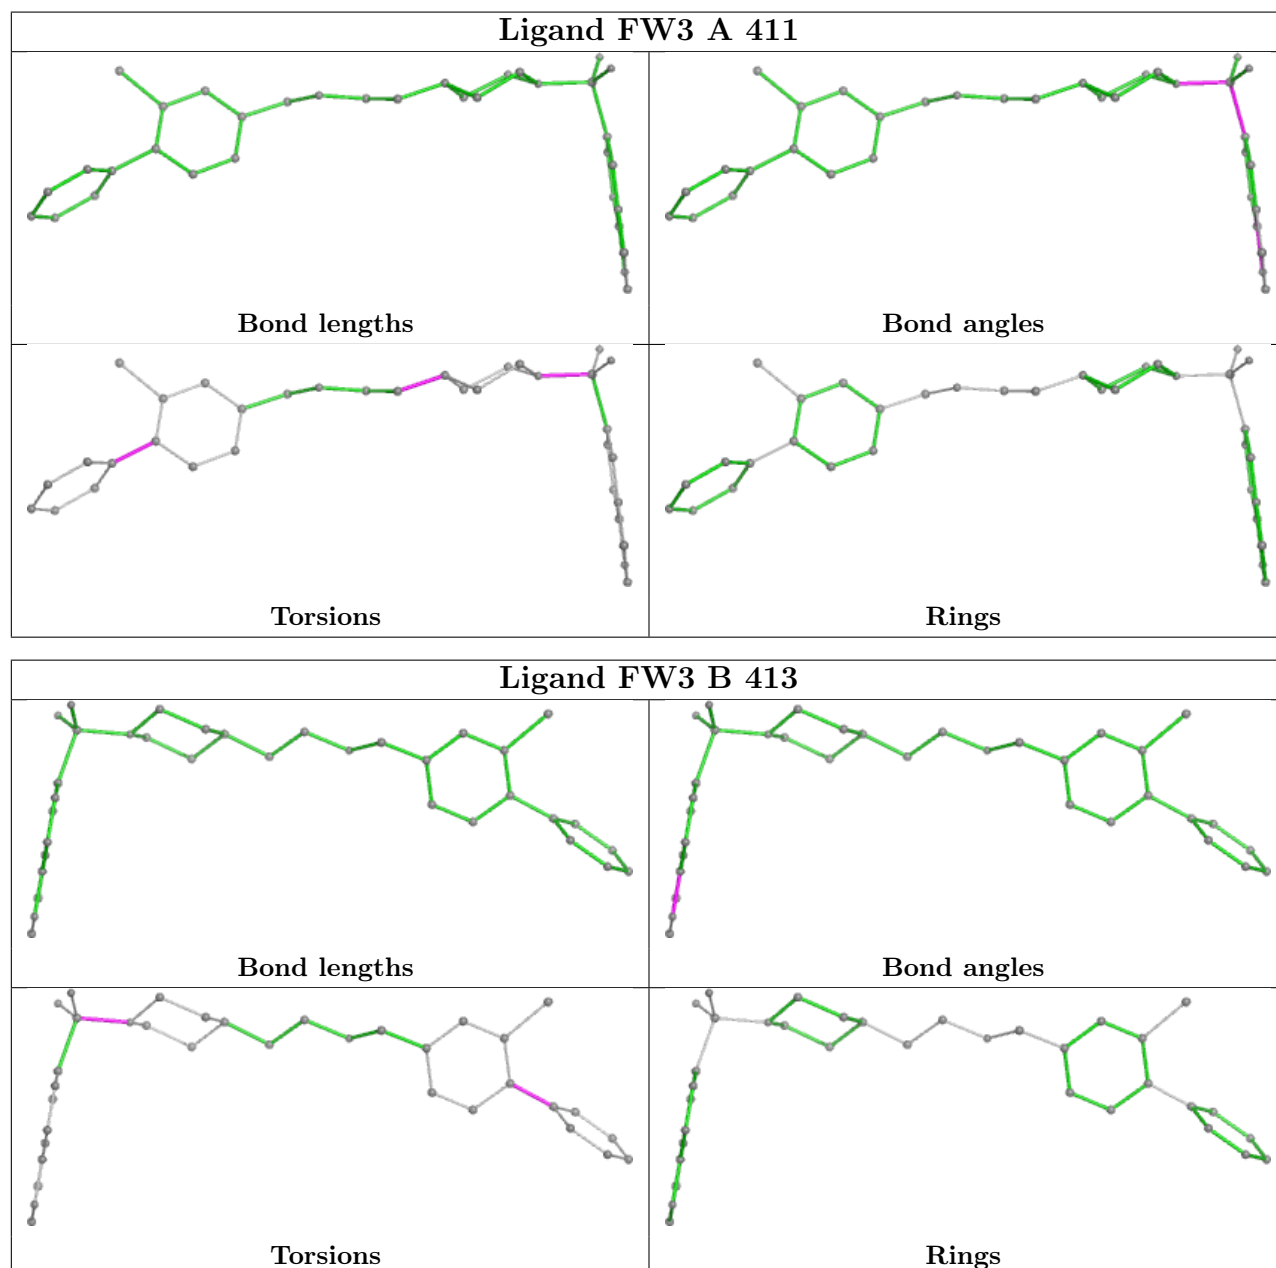 Ligand FW3 A 411
Bond lengths
Bond angles
Torsions
Rings
Ligand FW3 B 413
Bond lengths
Bond angles
Torsions
Rings